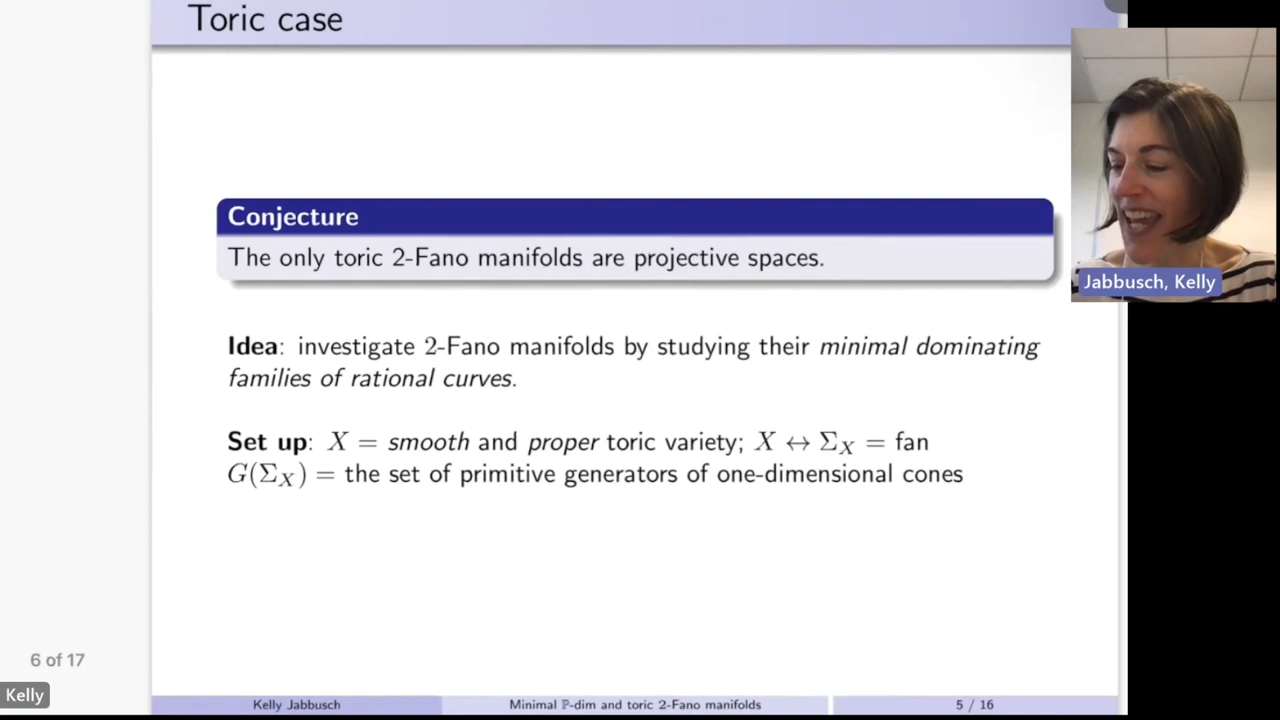 Toric case
Conjecture
The only toric 2-Fano manifolds are projective spaces.
Idea: investigate 2-Fano manifolds by studying their minimal dominating
families of rational curves.
Set up: X = smooth and proper toric variety; X ↔ Σ_X = fan
G(Σ_X) = the set of primitive generators of one-dimensional cones
Jabbusch, Kelly
6 of 17
Kelly
Kelly Jabbusch
Minimal ℙ-dim and toric 2-Fano manifolds
5 / 16